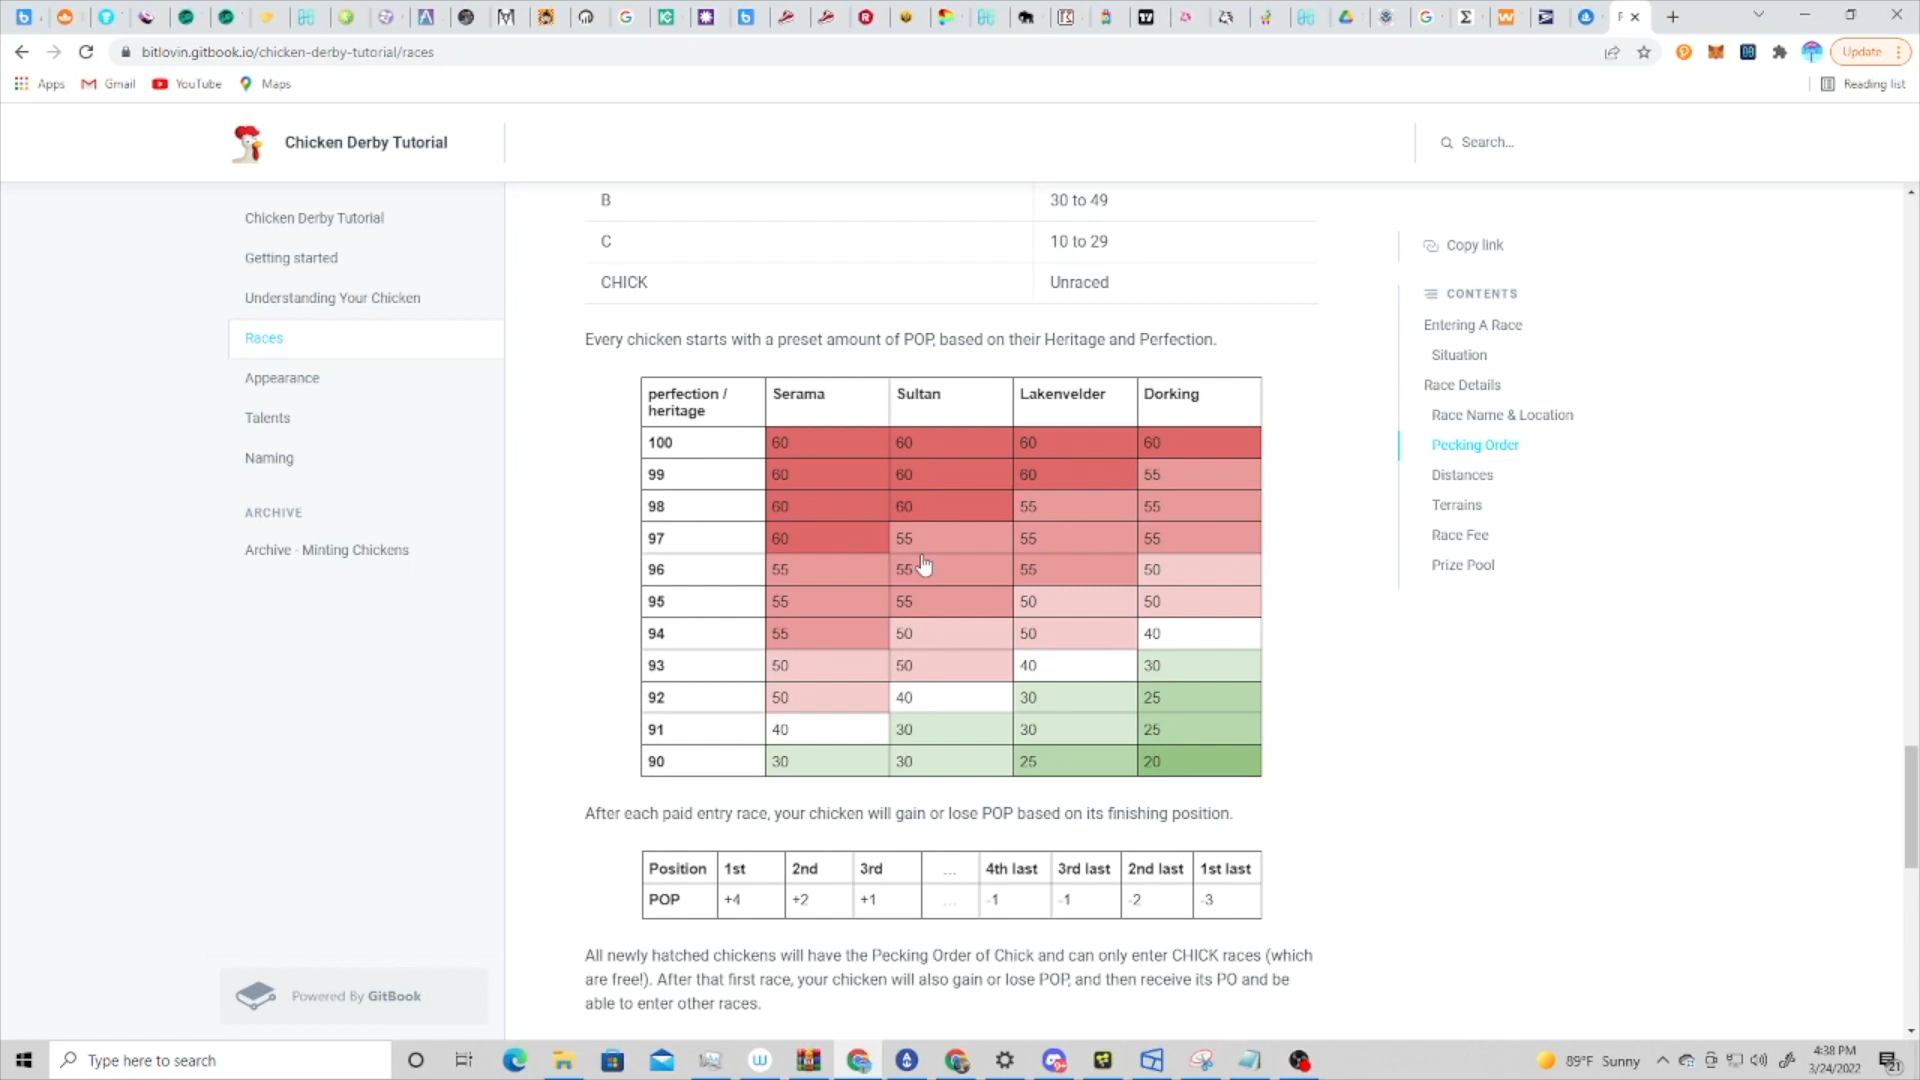 bitlovin.gitbook.io/chicken-derby-tutorial/races
Update
Apps
Gmail
YouTube
Maps
Reading list
Chicken Derby Tutorial
Search...
Chicken Derby Tutorial
Getting started
Understanding Your Chicken
Races
Appearance
Talents
Naming
ARCHIVE
Archive - Minting Chickens
Powered By GitBook
B 30 to 49
C 10 to 29
CHICK Unraced
Every chicken starts with a preset amount of POP, based on their Heritage and Perfection.
perfection / heritage Serama Sultan Lakenvelder Dorking
100 60 60 60 60
99 60 60 60 55
98 60 60 55 55
97 60 55 55 55
96 55 55 55 50
95 55 55 50 50
94 55 50 50 40
93 50 50 40 30
92 50 40 30 25
91 40 30 30 25
90 30 30 25 20
After each paid entry race, your chicken will gain or lose POP based on its finishing position.
Position 1st 2nd 3rd ... 4th last 3rd last 2nd last 1st last
POP +4 +2 +1 ... -1 -1 -2 -3
All newly hatched chickens will have the Pecking Order of Chick and can only enter CHICK races (which
are free!). After that first race, your chicken will also gain or lose POP, and then receive its PO and be
able to enter other races.
Copy link
CONTENTS
Entering A Race
Situation
Race Details
Race Name & Location
Pecking Order
Distances
Terrains
Race Fee
Prize Pool
Type here to search
89°F Sunny
4:38 PM
3/24/2022
21